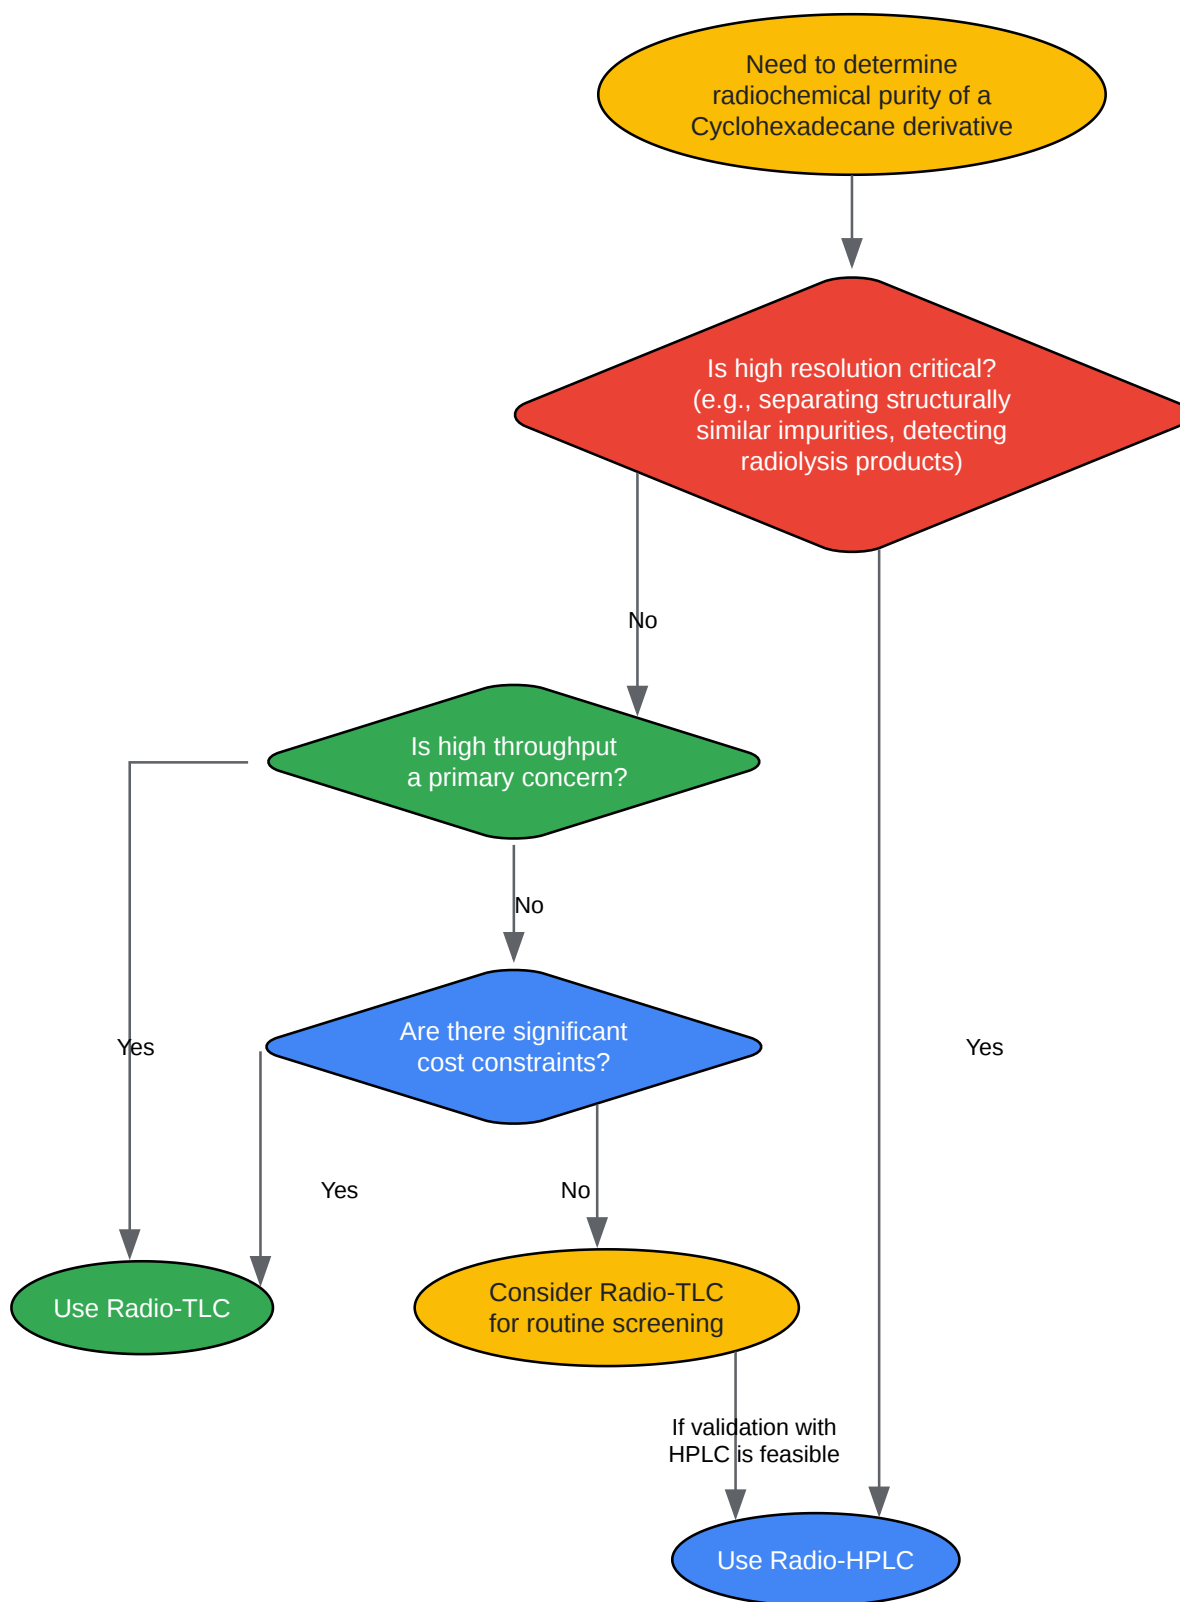 Need to determine
radiochemical purity of a
Cyclohexadecane derivative
Is high resolution critical?
(e.g., separating structurally
similar impurities, detecting
radiolysis products)
No
Is high throughput
a primary concern?
No
Are there significant
cost constraints?
Yes
Yes
Yes
No
Use Radio-TLC
Consider Radio-TLC
for routine screening
If validation with
HPLC is feasible
Use Radio-HPLC